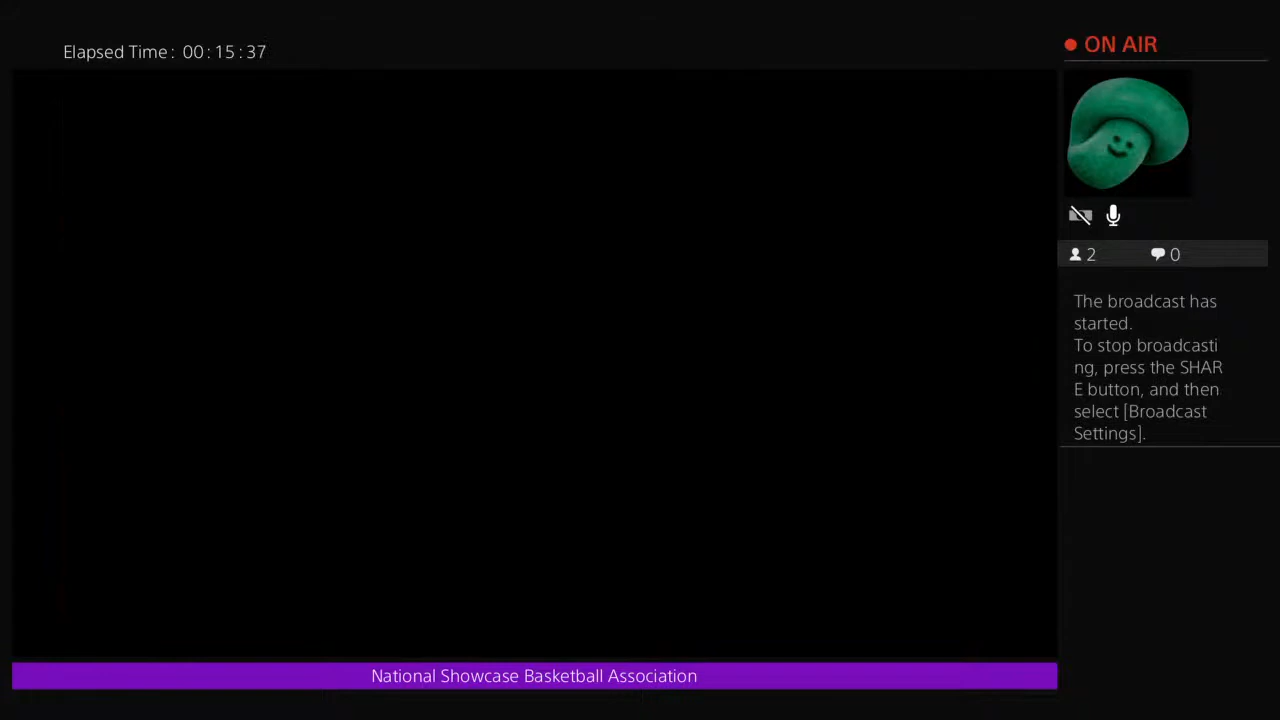 Elapsed Time: 00:15:37
ON AIR
2 0
The broadcast has
started.
To stop broadcasti
ng, press the SHAR
E button, and then
select [Broadcast
Settings].
National Showcase Basketball Association